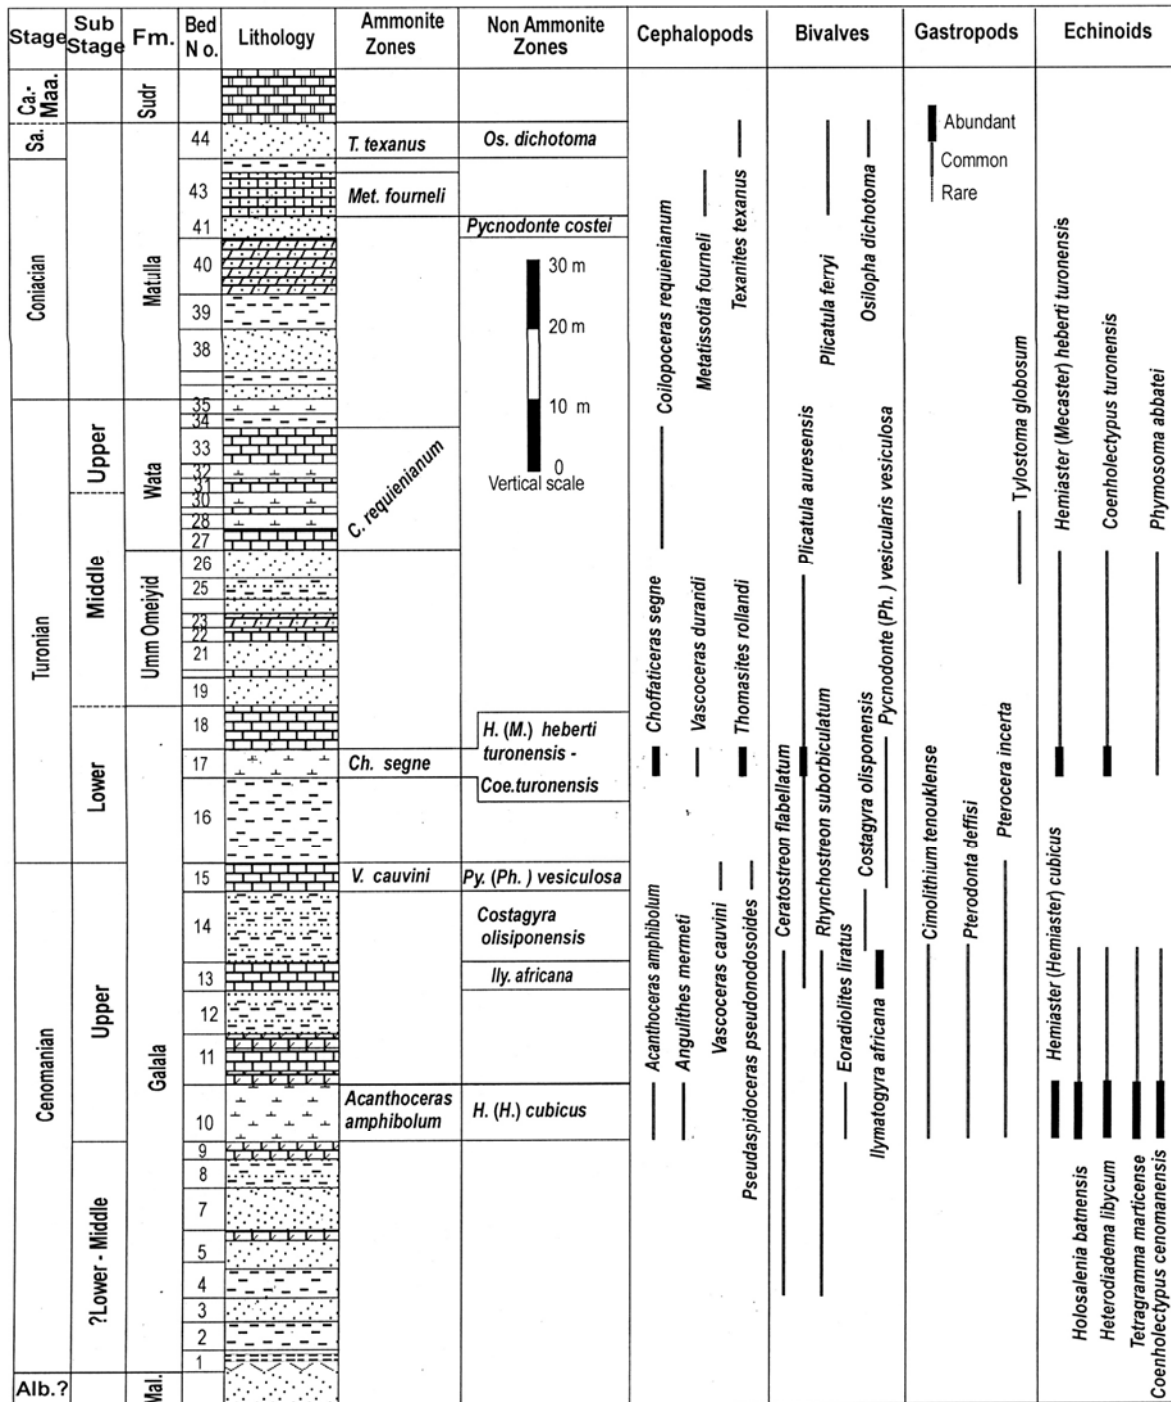 Stage
Sub
Stage
Fm.
Bed
No.
Lithology
Ammonite
Zones
Non Ammonite
Zones
Cephalopods
Bivalves
Gastropods
Echinoids
Ca.-
Maa.
Sa.
Coniacian
Turonian
Cenomanian
Alb.?
Upper
Middle
Lower
Upper
?Lower - Middle
Sudr
Matulla
Wata
Umm Omeiyid
Galala
Mal.
44
43
41
40
39
38
35
34
33
32
31
30
28
27
26
25
23
22
21
19
18
17
16
15
14
13
12
11
10
9
8
7
5
4
3
2
1
T. texanus
Met. fourneli
C. requienianum
Ch. segne
V. cauvini
Acanthoceras
amphibolum
Os. dichotoma
Pycnodonte costei
30 m
20 m
10 m
0
Vertical scale
H. (M.) heberti
turonensis -
Coe.turonensis
Py. (Ph.) vesiculosa
Costagyra
olisiponensis
Ily. africana
H. (H.) cubicus
Coilopoceras requienianum
Metatissotia fourneli
Texanites texanus
Choffaticeras segne
Vascoceras durandi
Thomasites rollandi
Acanthoceras amphibolum
Angulithes mermeti
Vascoceras cauvini
Pseudaspidoceras pseudonodosoides
Plicatula ferryi
Osilopha dichotoma
Plicatula auresensis
Pycnodonte (Ph.) vesicularis vesiculosa
Ceratostreon flabellatum
Rhynchostreon suborbiculatum
Costagyra olisponensis
Eoradiolites liratus
Ilymatogyra africana
Tylostoma globosum
Cimolithium tenouklense
Pterodonta deffisi
Pterocera incerta
Abundant
Common
Rare
Hemiaster (Mecaster) heberti turonensis
Coenholectypus turonensis
Phymosoma abbatei
Hemiaster (Hemiaster) cubicus
Holosalenia batnensis
Heterodiadema libycum
Tetragramma marticense
Coenholectypus cenomanensis